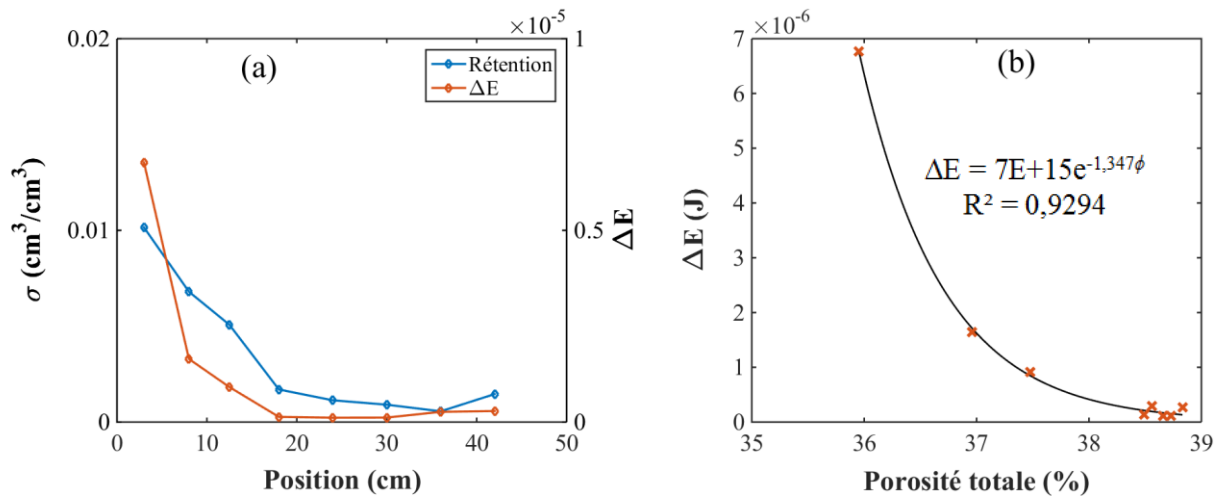 ×10⁻⁵
0.02
1
(a)
Rétention
ΔE
σ (cm³/cm³)
0.01
0.5
ΔE
0
0
0 10 20 30 40 50
Position (cm)
×10⁻⁶
7
(b)
6
5
ΔE = 7E+15e^-1,347ϕ
R² = 0,9294
4
ΔE (J)
3
2
1
0
35 36 37 38 39
Porosité totale (%)